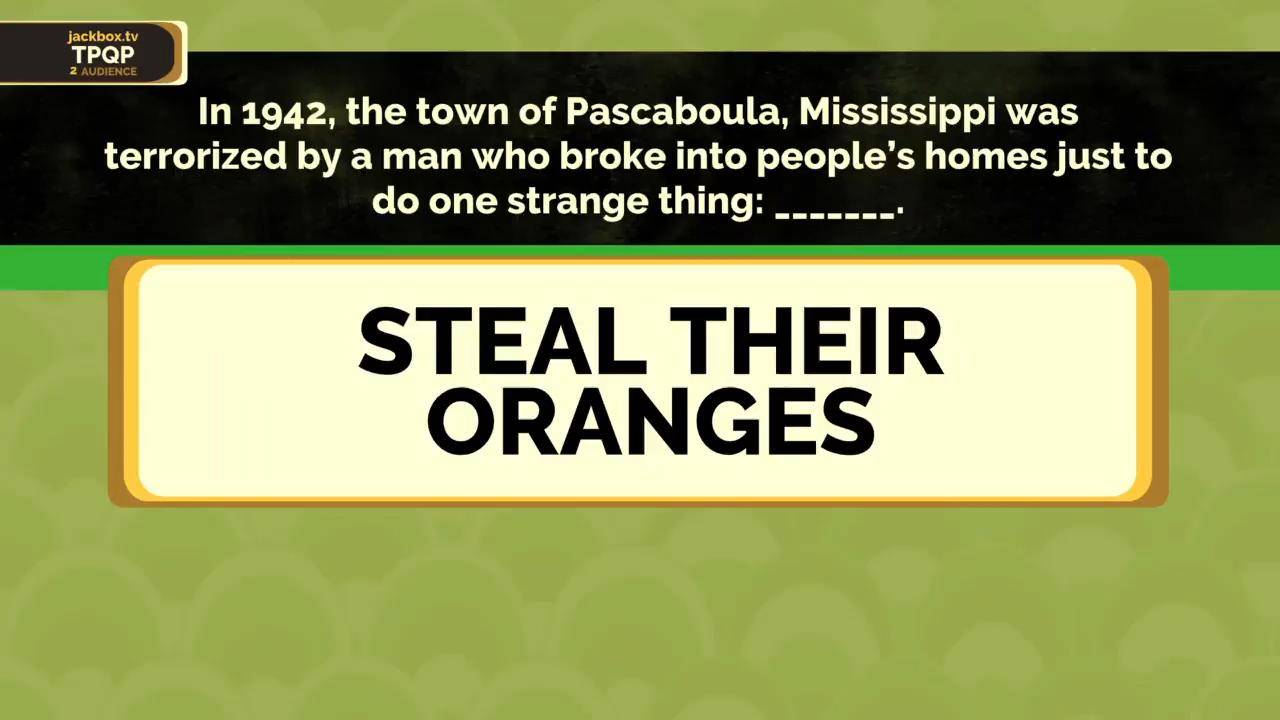 jackbox.tv
TPQP
2 AUDIENCE
In 1942, the town of Pascaboula, Mississippi was
terrorized by a man who broke into people's homes just to
do one strange thing: _______.
STEAL THEIR
ORANGES